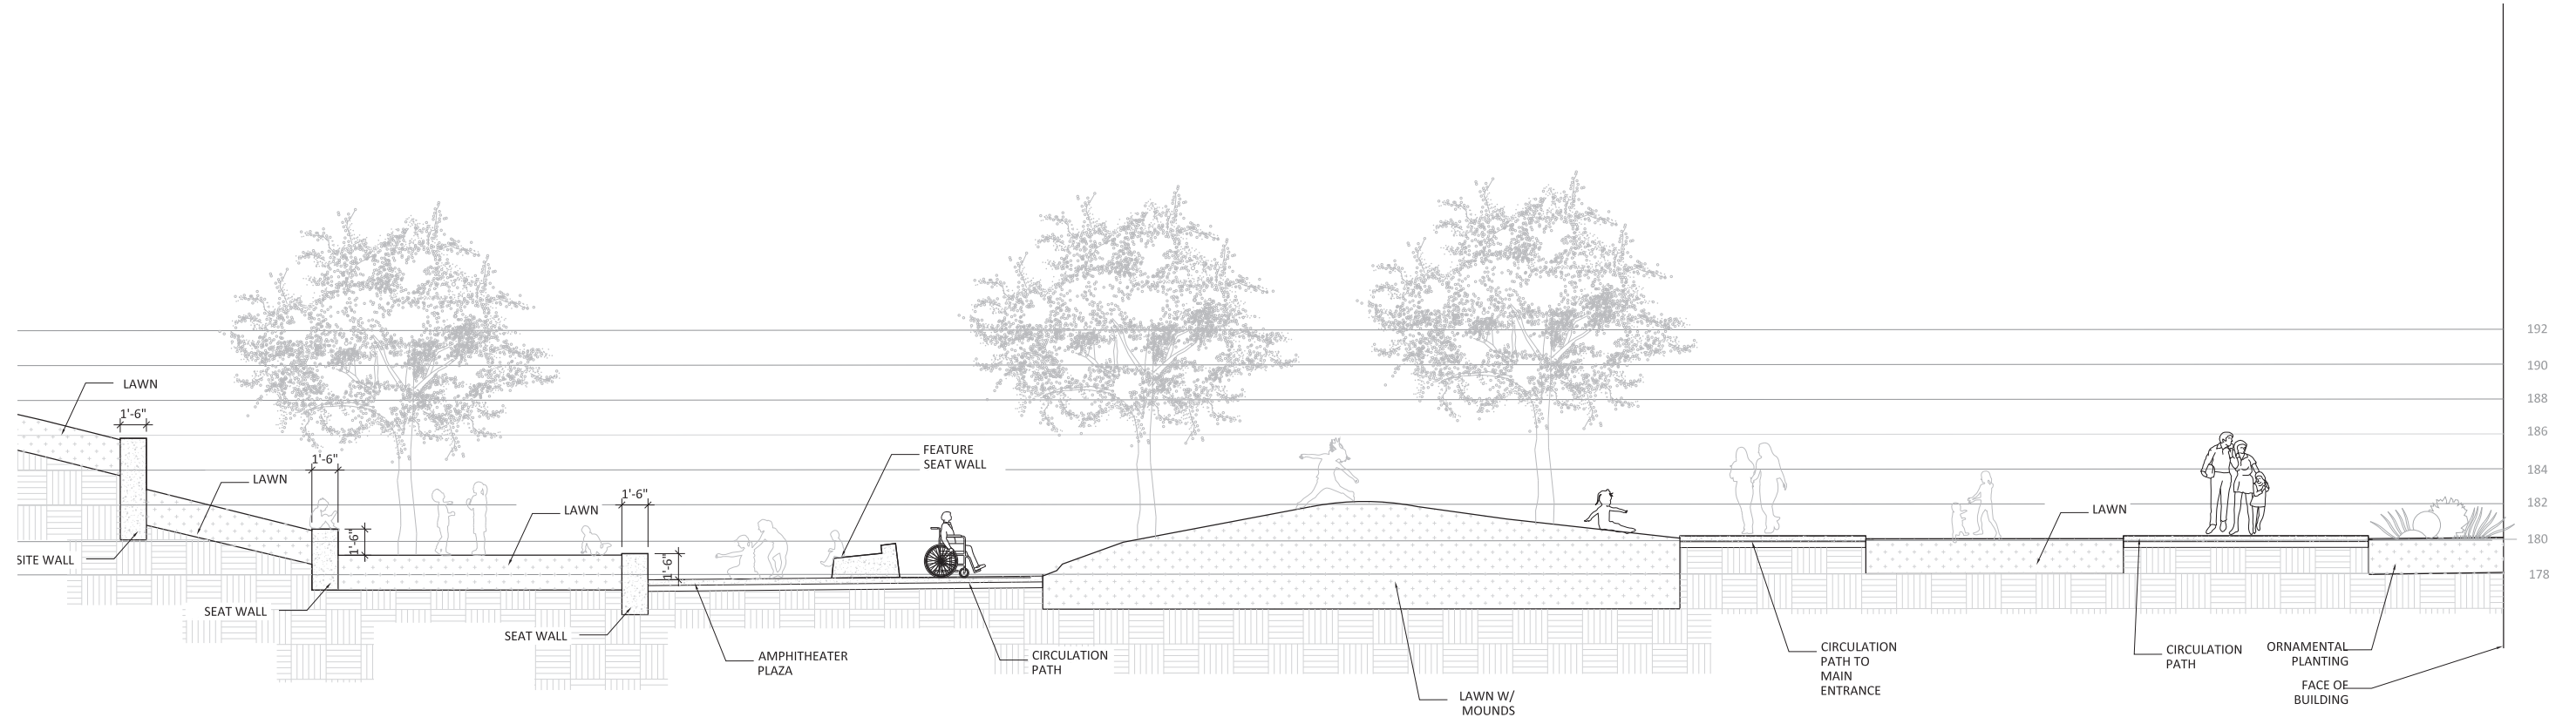 192
190
LAWN
188
1'-6"
186
FEATURE
SEAT WALL
1'-6"
184
LAWN
1'-6"
182
LAWN
LAWN
1'-6"
180
SITE WALL
1'-6"
178
SEAT WALL
SEAT WALL
AMPHITHEATER
PLAZA
CIRCULATION
PATH
CIRCULATION
PATH TO
MAIN
ENTRANCE
CIRCULATION
PATH
ORNAMENTAL
PLANTING
LAWN W/
MOUNDS
FACE OF
BUILDING